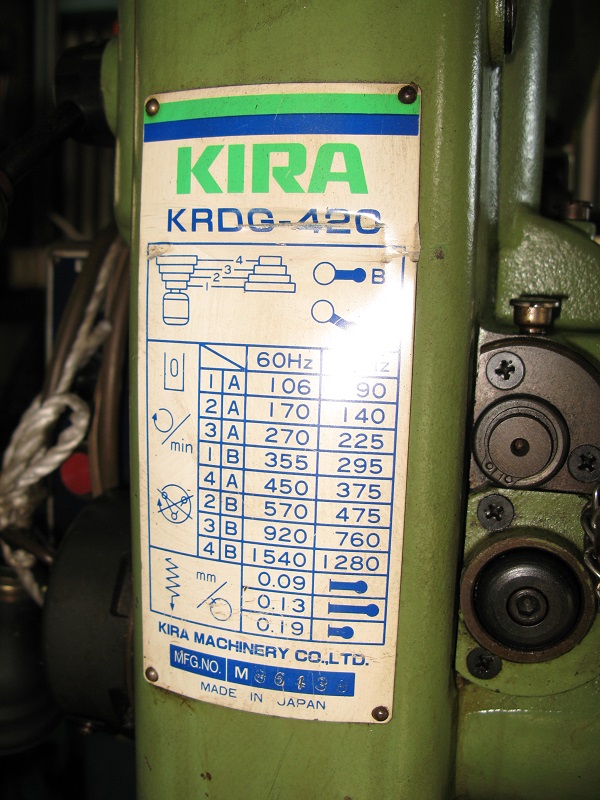 KIRA
KRDG-420
4
3
2
1
B
60Hz Hz
1 A 106 90
2 A 170 140
3 A 270 225
/min
1 B 355 295
4 A 450 375
2 B 570 475
3 B 920 760
4 B 1540 1280
mm
0.09
0.13
0.19
KIRA MACHINERY CO.,LTD.
MFG.NO. M
MADE IN JAPAN